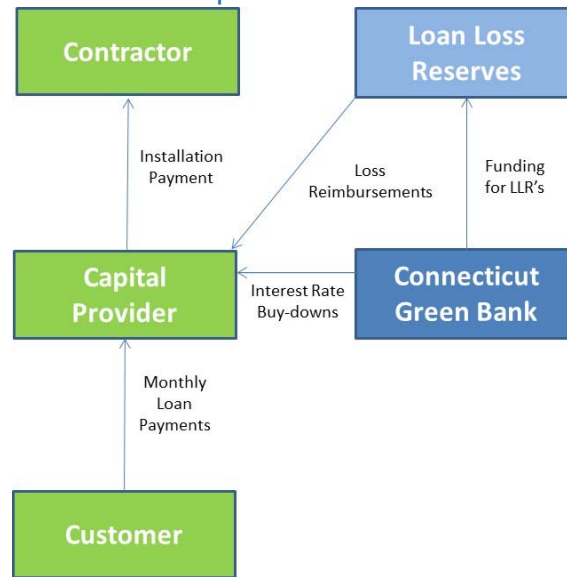 Contractor
Loan Loss
Reserves
Installation
Payment
Loss
Reimbursements
Funding
for LLR's
Capital
Provider
Interest Rate
Buy-downs
Connecticut
Green Bank
Monthly
Loan
Payments
Customer